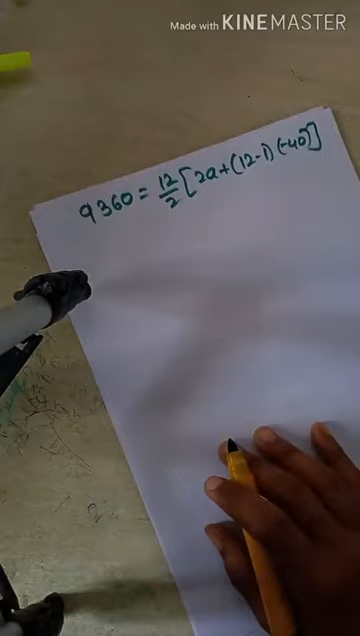 Made with KINEMASTER
9360 = 12/2 [2a+(12-1)(-40)]